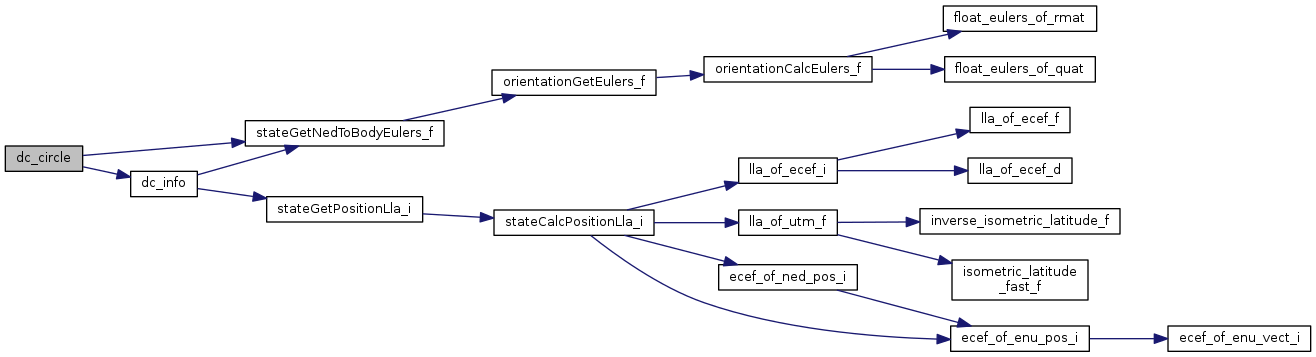 dc_circle
dc_info
stateGetNedToBodyEulers_f
stateGetPositionLla_i
orientationGetEulers_f
stateCalcPositionLla_i
orientationCalcEulers_f
lla_of_ecef_i
lla_of_utm_f
ecef_of_ned_pos_i
float_eulers_of_rmat
float_eulers_of_quat
lla_of_ecef_f
lla_of_ecef_d
inverse_isometric_latitude_f
isometric_latitude
_fast_f
ecef_of_enu_pos_i
ecef_of_enu_vect_i